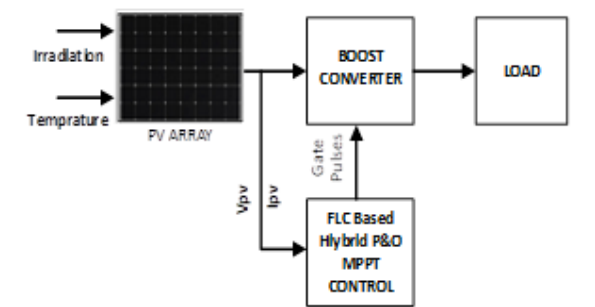 Irradiation
Temprature
PV ARRAY
BOOST
CONVERTER
LOAD
Gate
Pulses
Vpv
Ipv
FLC Based
Hiybrid P&O
MPPT
CONTROL